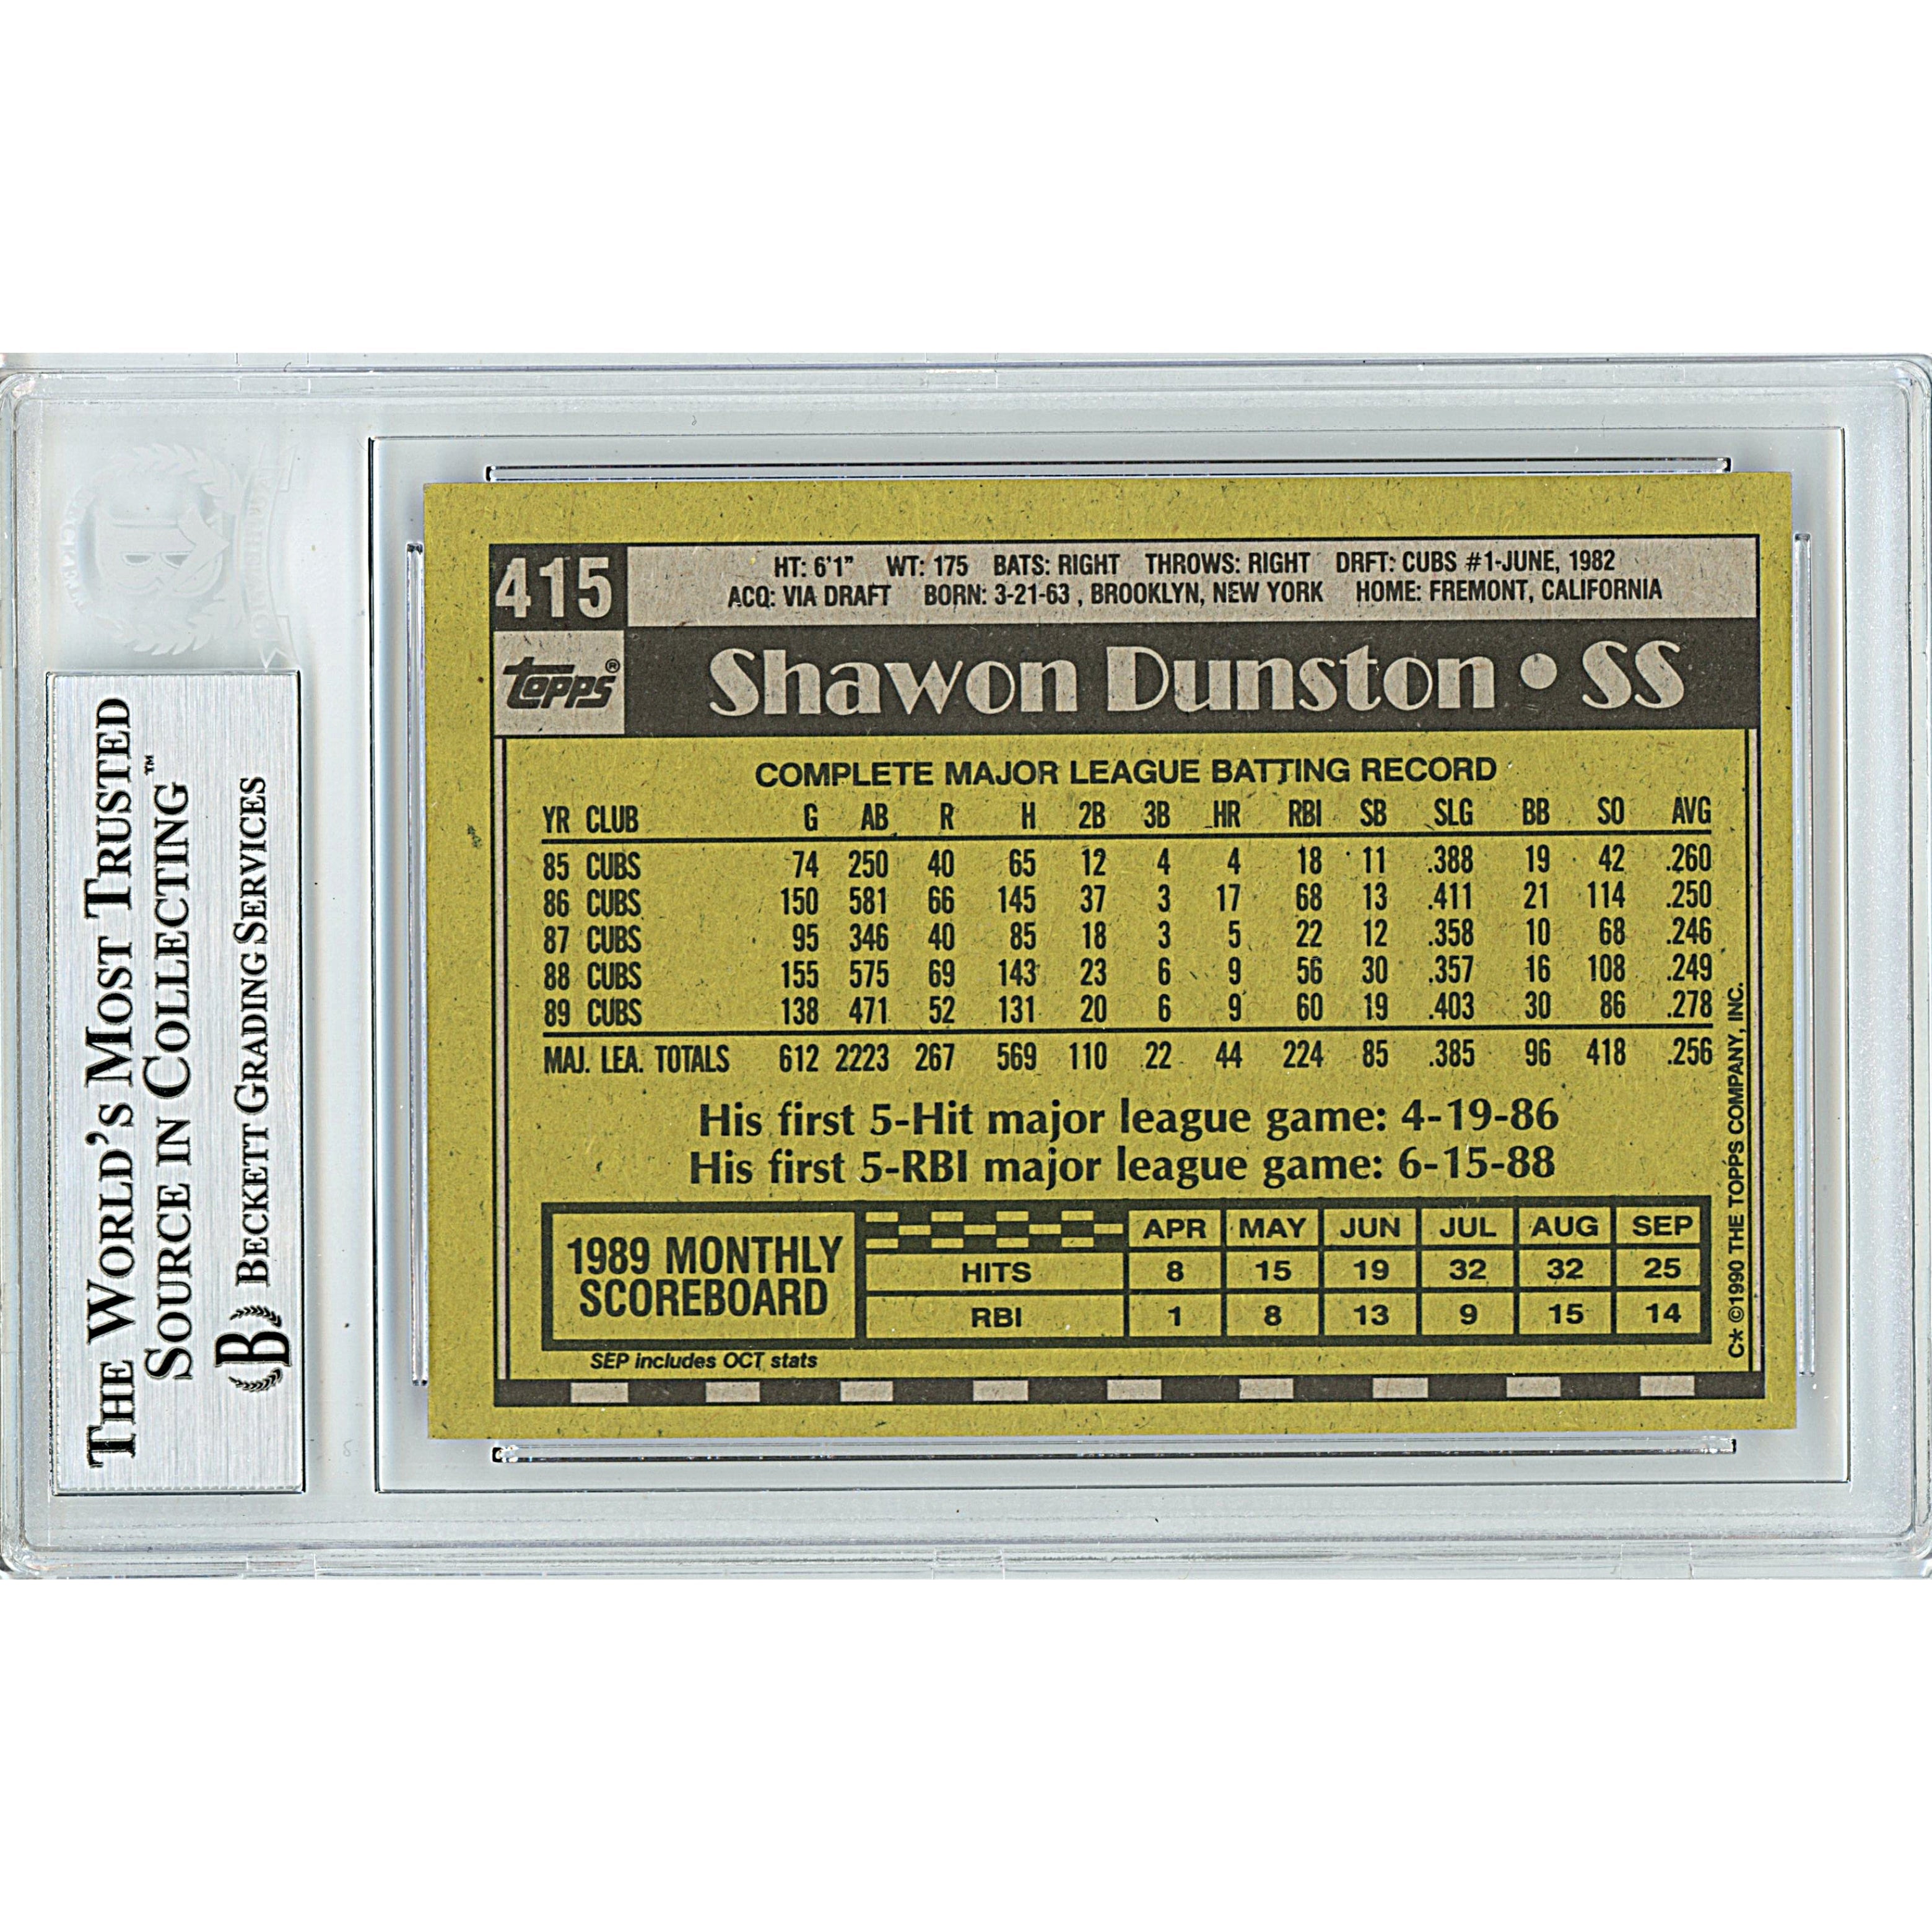 THE WORLD'S MOST TRUSTED
SOURCE IN COLLECTING™
B BECKETT GRADING SERVICES
415
HT: 6'1" WT: 175 BATS: RIGHT THROWS: RIGHT DRFT: CUBS #1-JUNE, 1982
ACQ: VIA DRAFT BORN: 3-21-63 , BROOKLYN, NEW YORK HOME: FREMONT, CALIFORNIA
topps®
Shawon Dunston • SS
COMPLETE MAJOR LEAGUE BATTING RECORD
YR CLUB G AB R H 2B 3B HR RBI SB SLG BB SO AVG
85 CUBS 74 250 40 65 12 4 4 18 11 .388 19 42 .260
86 CUBS 150 581 66 145 37 3 17 68 13 .411 21 114 .250
87 CUBS 95 346 40 85 18 3 5 22 12 .358 10 68 .246
88 CUBS 155 575 69 143 23 6 9 56 30 .357 16 108 .249
89 CUBS 138 471 52 131 20 6 9 60 19 .403 30 86 .278
MAJ. LEA. TOTALS 612 2223 267 569 110 22 44 224 85 .385 96 418 .256
His first 5-Hit major league game: 4-19-86
His first 5-RBI major league game: 6-15-88
1989 MONTHLY
SCOREBOARD
APR MAY JUN JUL AUG SEP
HITS 8 15 19 32 32 25
RBI 1 8 13 9 15 14
SEP includes OCT stats
C* ©1990 THE TOPPS COMPANY, INC.